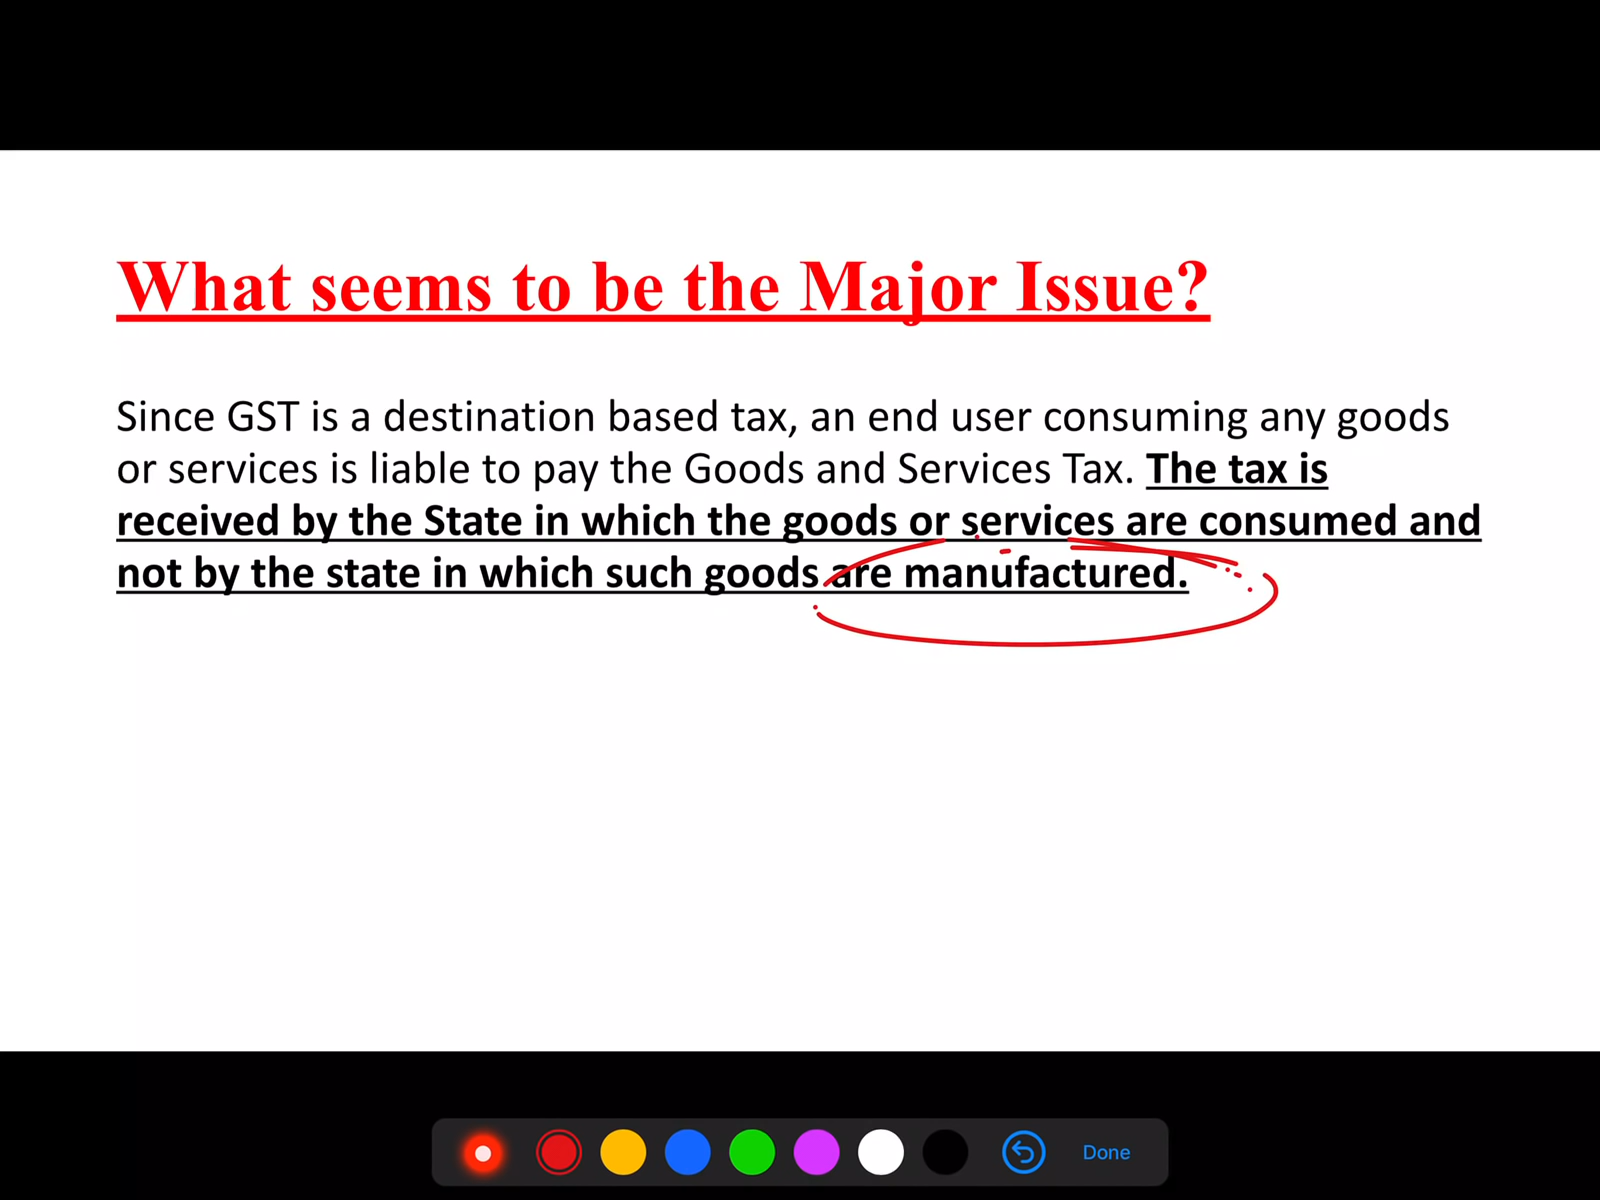 What seems to be the Major Issue?
Since GST is a destination based tax, an end user consuming any goods
or services is liable to pay the Goods and Services Tax. The tax is
received by the State in which the goods or services are consumed and
not by the state in which such goods are manufactured.
Done